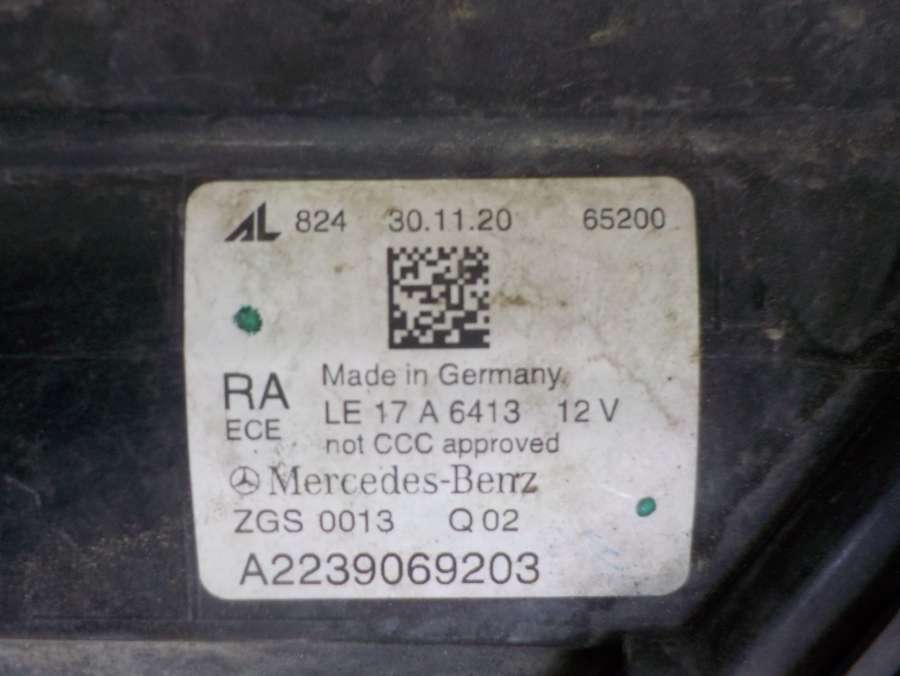 AL 824 30.11.20 65200
Made in Germany
RA LE 17 A 6413 12 V
ECE not CCC approved
Mercedes-Benz
ZGS 0013 Q 02
A2239069203